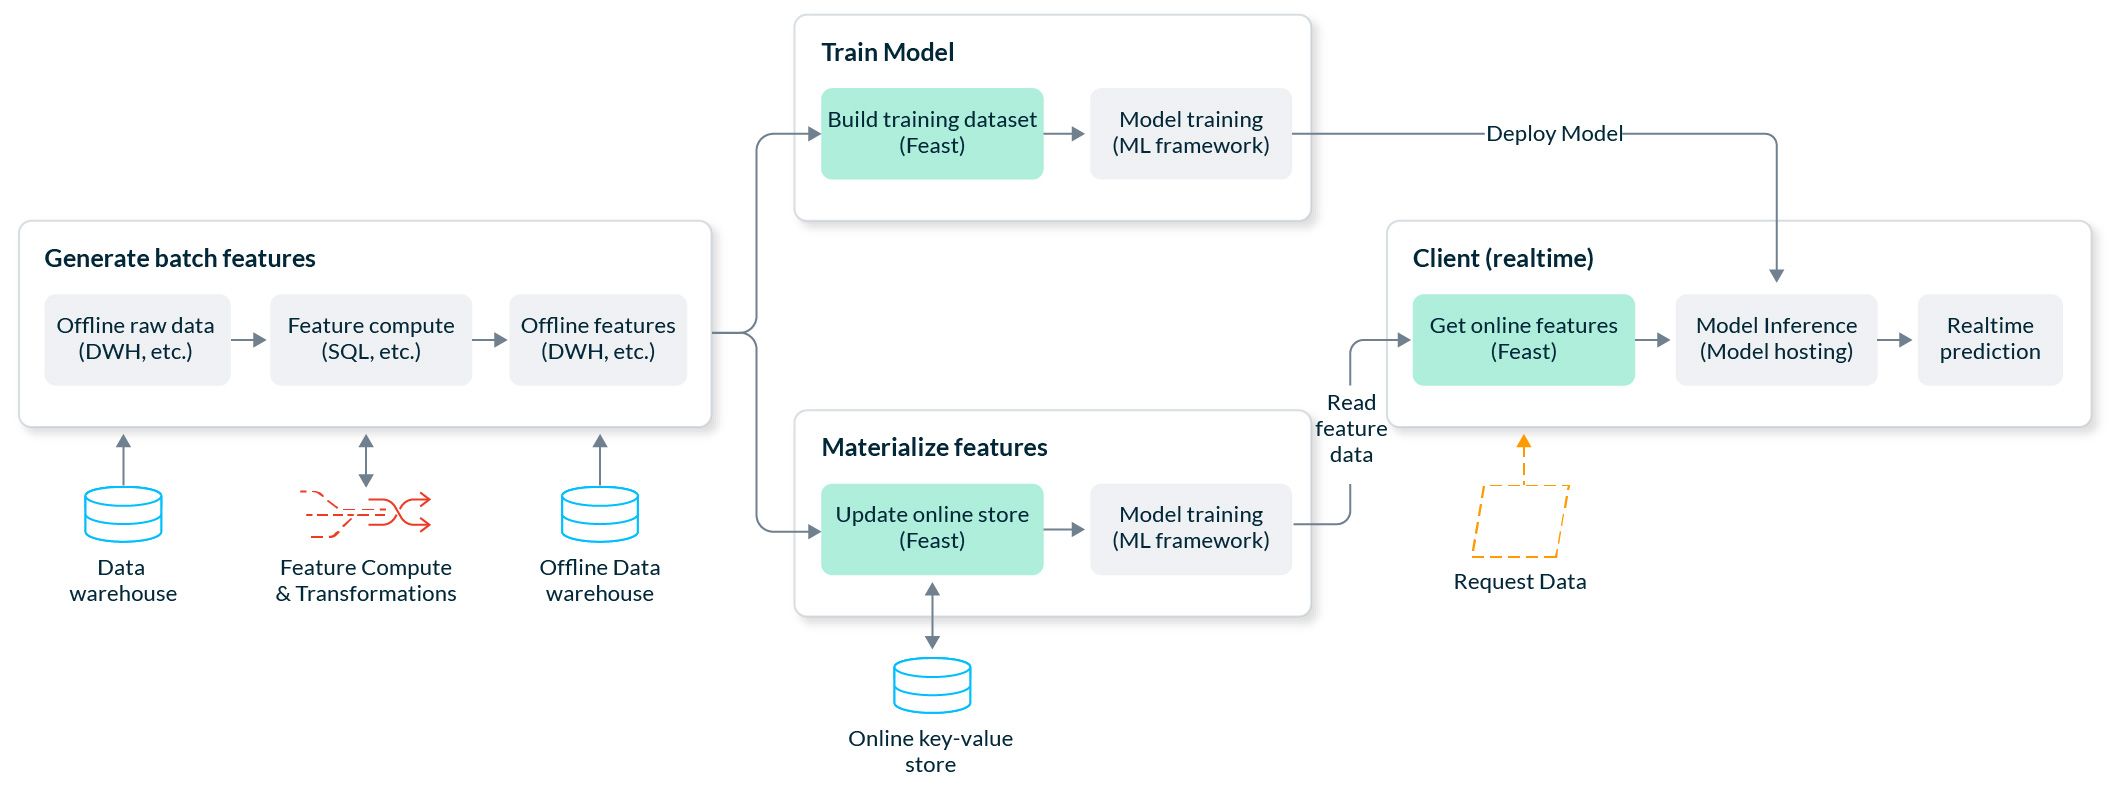 Train Model
Build training dataset
(Feast)
Model training
(ML framework)
Deploy Model
Generate batch features
Offline raw data
(DWH, etc.)
Feature compute
(SQL, etc.)
Offline features
(DWH, etc.)
Data
warehouse
Feature Compute
& Transformations
Offline Data
warehouse
Materialize features
Update online store
(Feast)
Model training
(ML framework)
Online key-value
store
Read
feature
data
Client (realtime)
Get online features
(Feast)
Model Inference
(Model hosting)
Realtime
prediction
Request Data